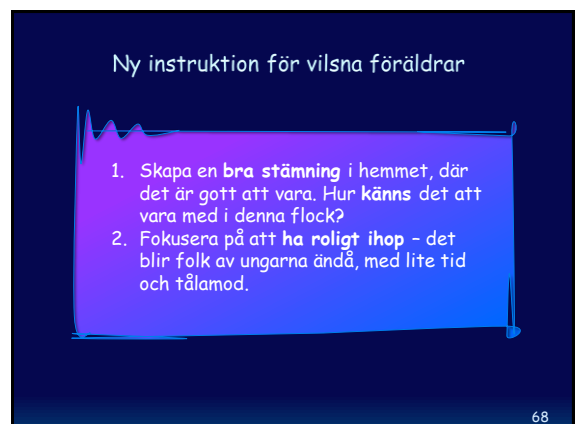 Ny instruktion för vilsna föräldrar
1. Skapa en bra stämning i hemmet, där
det är gott att vara. Hur känns det att
vara med i denna flock?
2. Fokusera på att ha roligt ihop – det
blir folk av ungarna ändå, med lite tid
och tålamod.
68